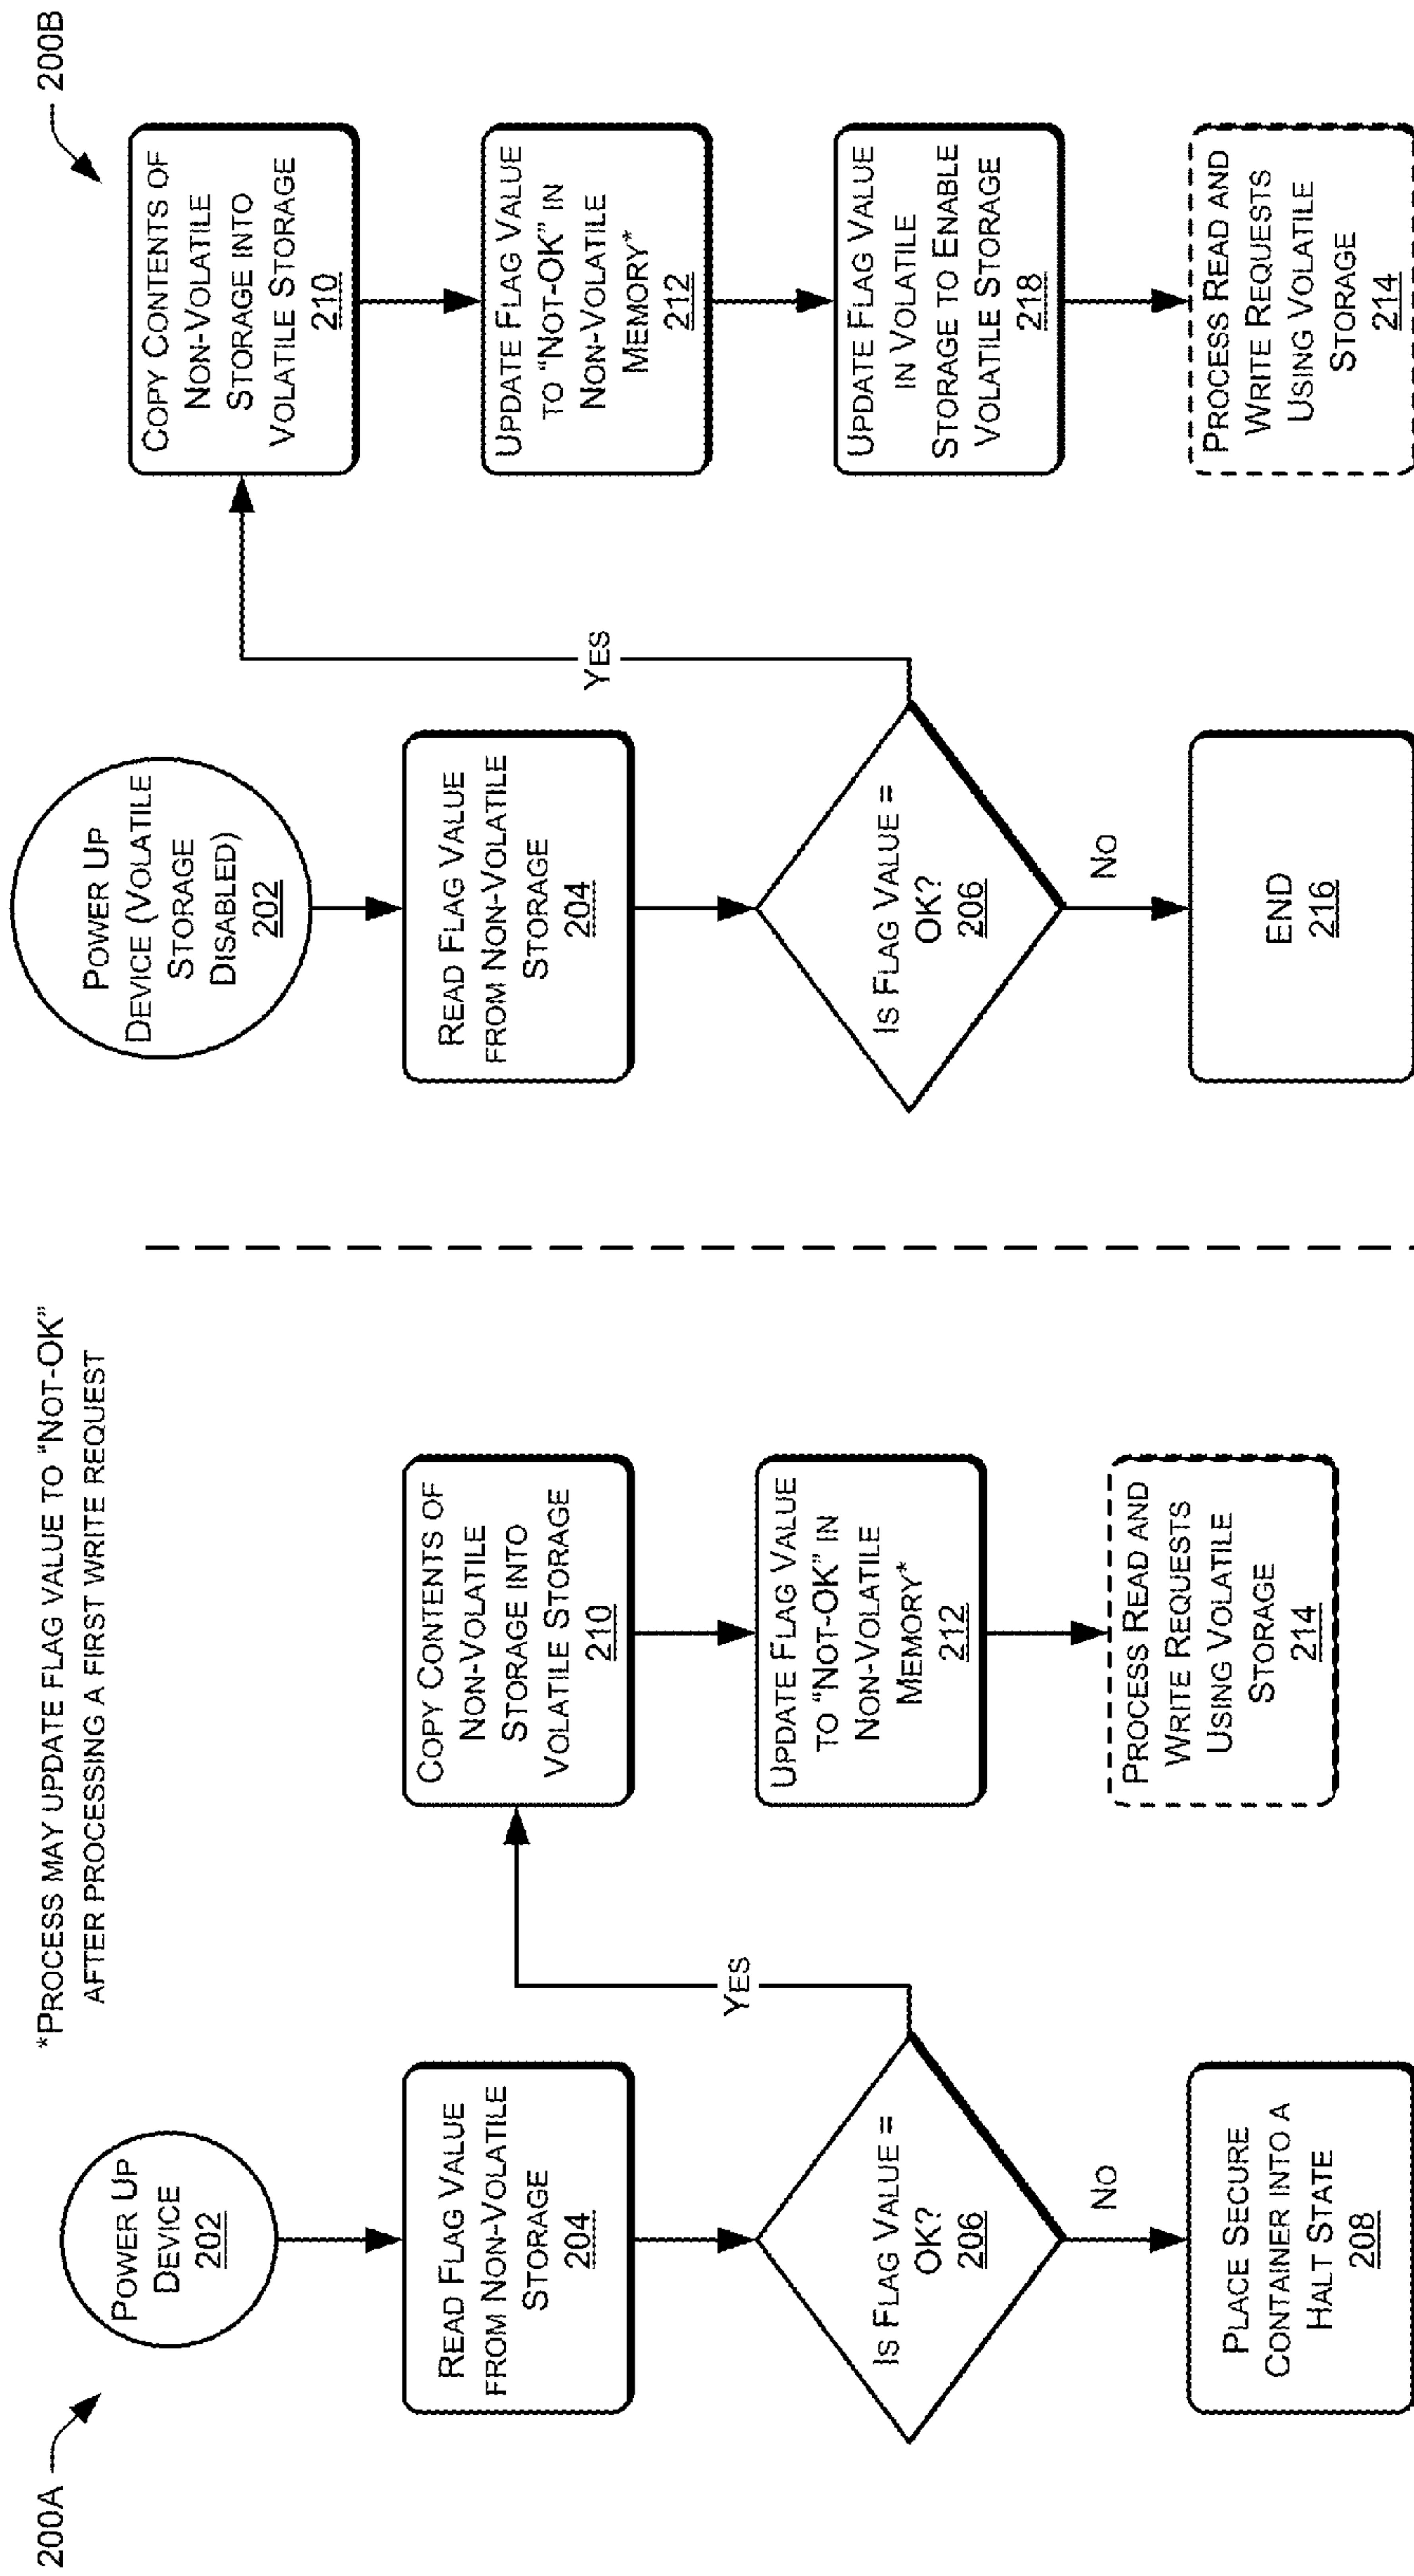 200A
*PROCESS MAY UPDATE FLAG VALUE TO "NOT-OK"
AFTER PROCESSING A FIRST WRITE REQUEST
POWER UP
DEVICE
202
READ FLAG VALUE
FROM NON-VOLATILE
STORAGE
204
IS FLAG VALUE =
OK?
206
NO
PLACE SECURE
CONTAINER INTO A
HALT STATE
208
YES
COPY CONTENTS OF
NON-VOLATILE
STORAGE INTO
VOLATILE STORAGE
210
UPDATE FLAG VALUE
TO "NOT-OK" IN
NON-VOLATILE
MEMORY*
212
PROCESS READ AND
WRITE REQUESTS
USING VOLATILE
STORAGE
214
200B
POWER UP
DEVICE (VOLATILE
STORAGE
DISABLED)
202
READ FLAG VALUE
FROM NON-VOLATILE
STORAGE
204
IS FLAG VALUE =
OK?
206
NO
END
216
YES
COPY CONTENTS OF
NON-VOLATILE
STORAGE INTO
VOLATILE STORAGE
210
UPDATE FLAG VALUE
TO "NOT-OK" IN
NON-VOLATILE
MEMORY*
212
UPDATE FLAG VALUE
IN VOLATILE
STORAGE TO ENABLE
VOLATILE STORAGE
218
PROCESS READ AND
WRITE REQUESTS
USING VOLATILE
STORAGE
214